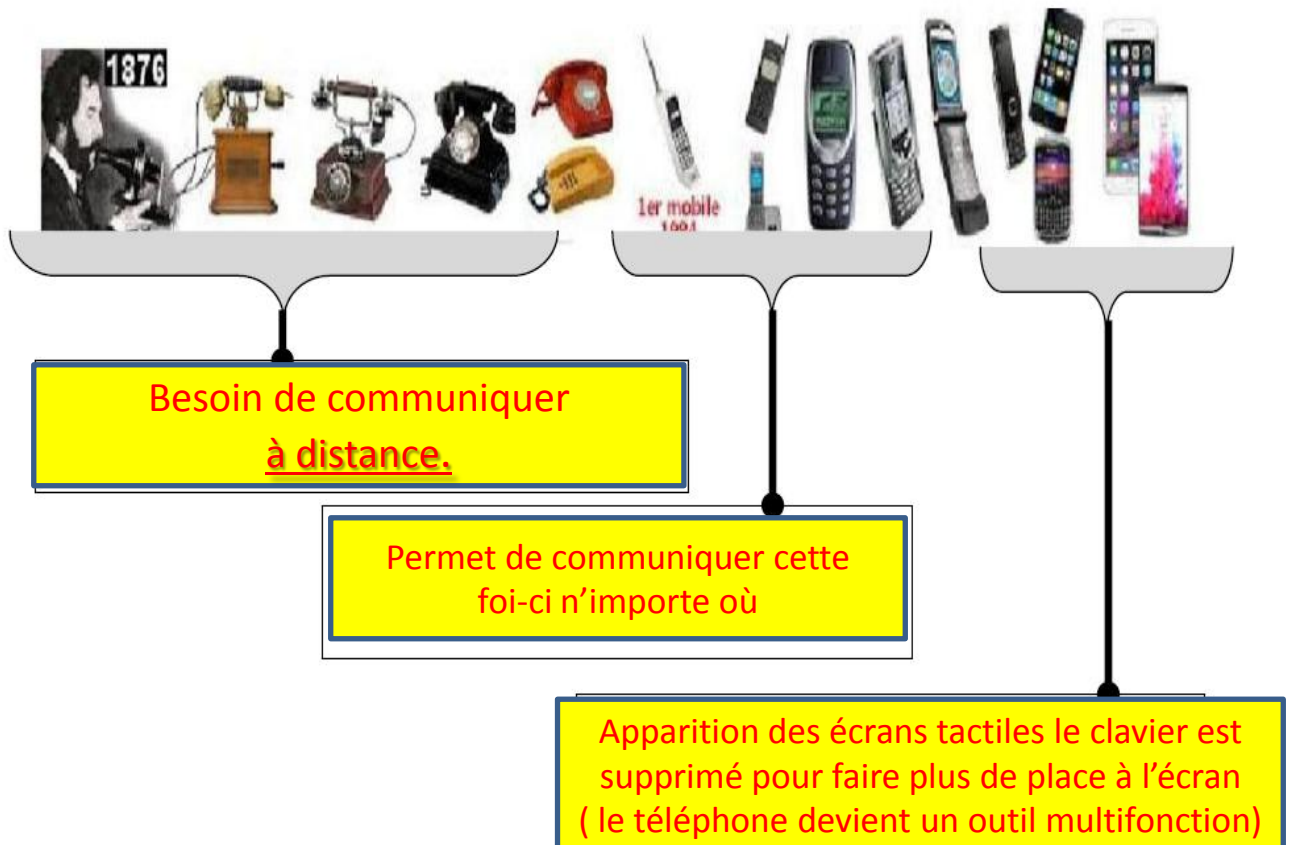 1876
1er mobile
Besoin de communiquer
à distance.
Permet de communiquer cette
foi-ci n’importe où
Apparition des écrans tactiles le clavier est
supprimé pour faire plus de place à l’écran
( le téléphone devient un outil multifonction)